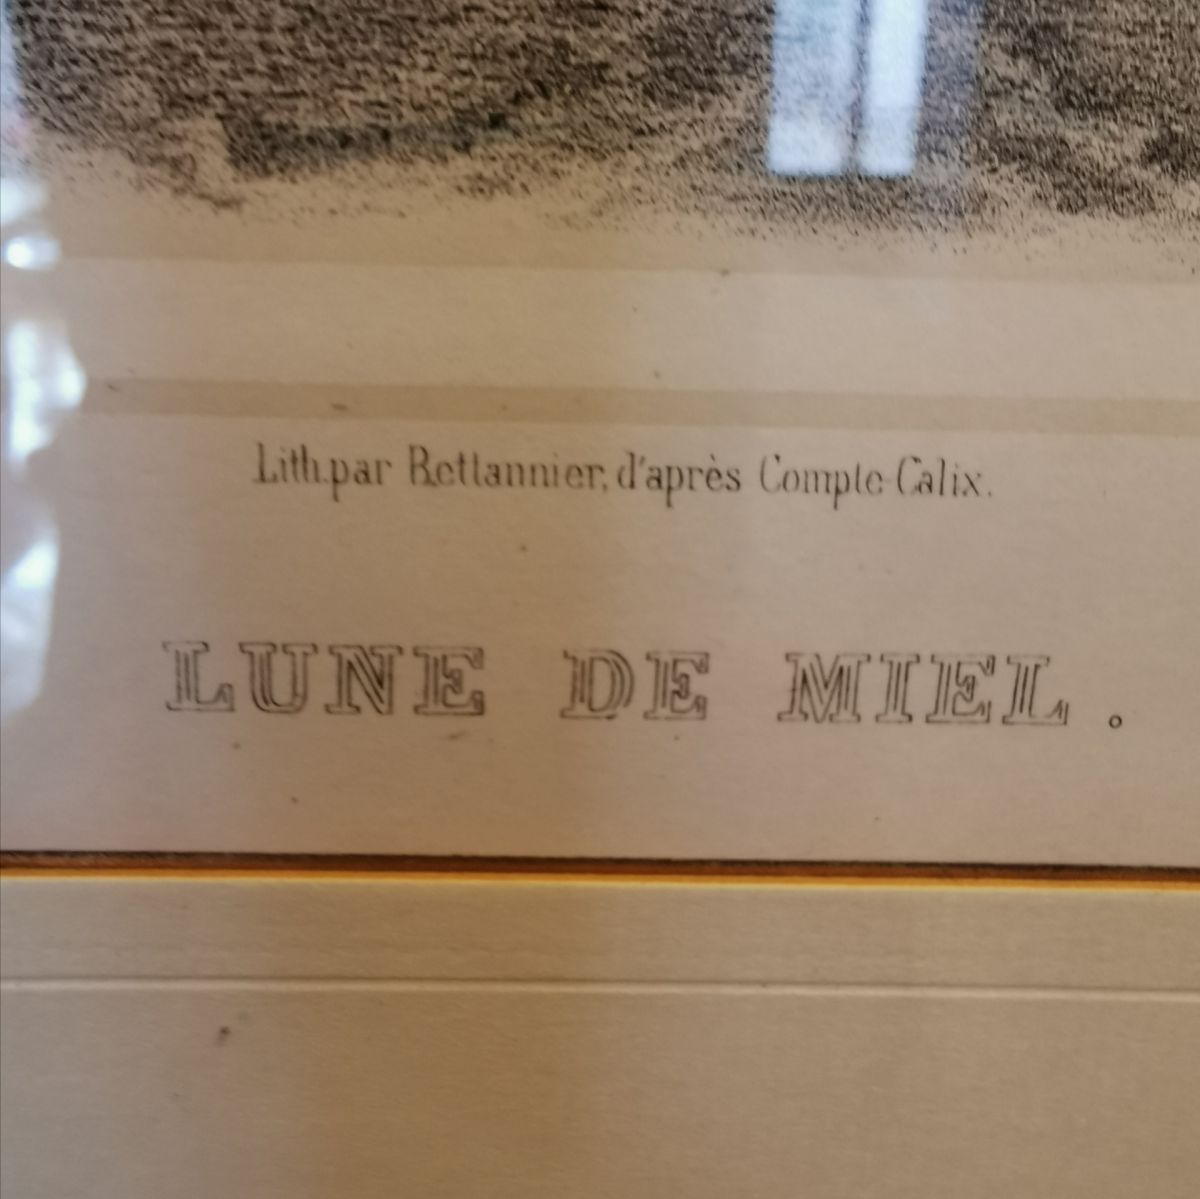 Lith. par Bettannier, d'après Compte-Calix.
LUNE DE MIEL.